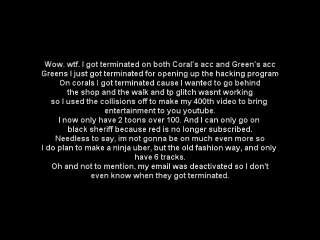 Wow. wtf. I got terminated on both Coral's acc and Green's acc
Greens I just got terminated for opening up the hacking program
On corals I got terminated cause I wanted to go behind
the shop and the walk and tp glitch wasnt working
so I used the collisions off to make my 400th video to bring
entertainment to you youtube.
I now only have 2 toons over 100. And I can only go on
black sheriff because red is no longer subscribed.
Needless to say, im not gonna be on much even more so
I do plan to make a ninja uber, but the old fashion way, and only
have 6 tracks.
Oh and not to mention, my email was deactivated so I don't
even know when they got terminated.